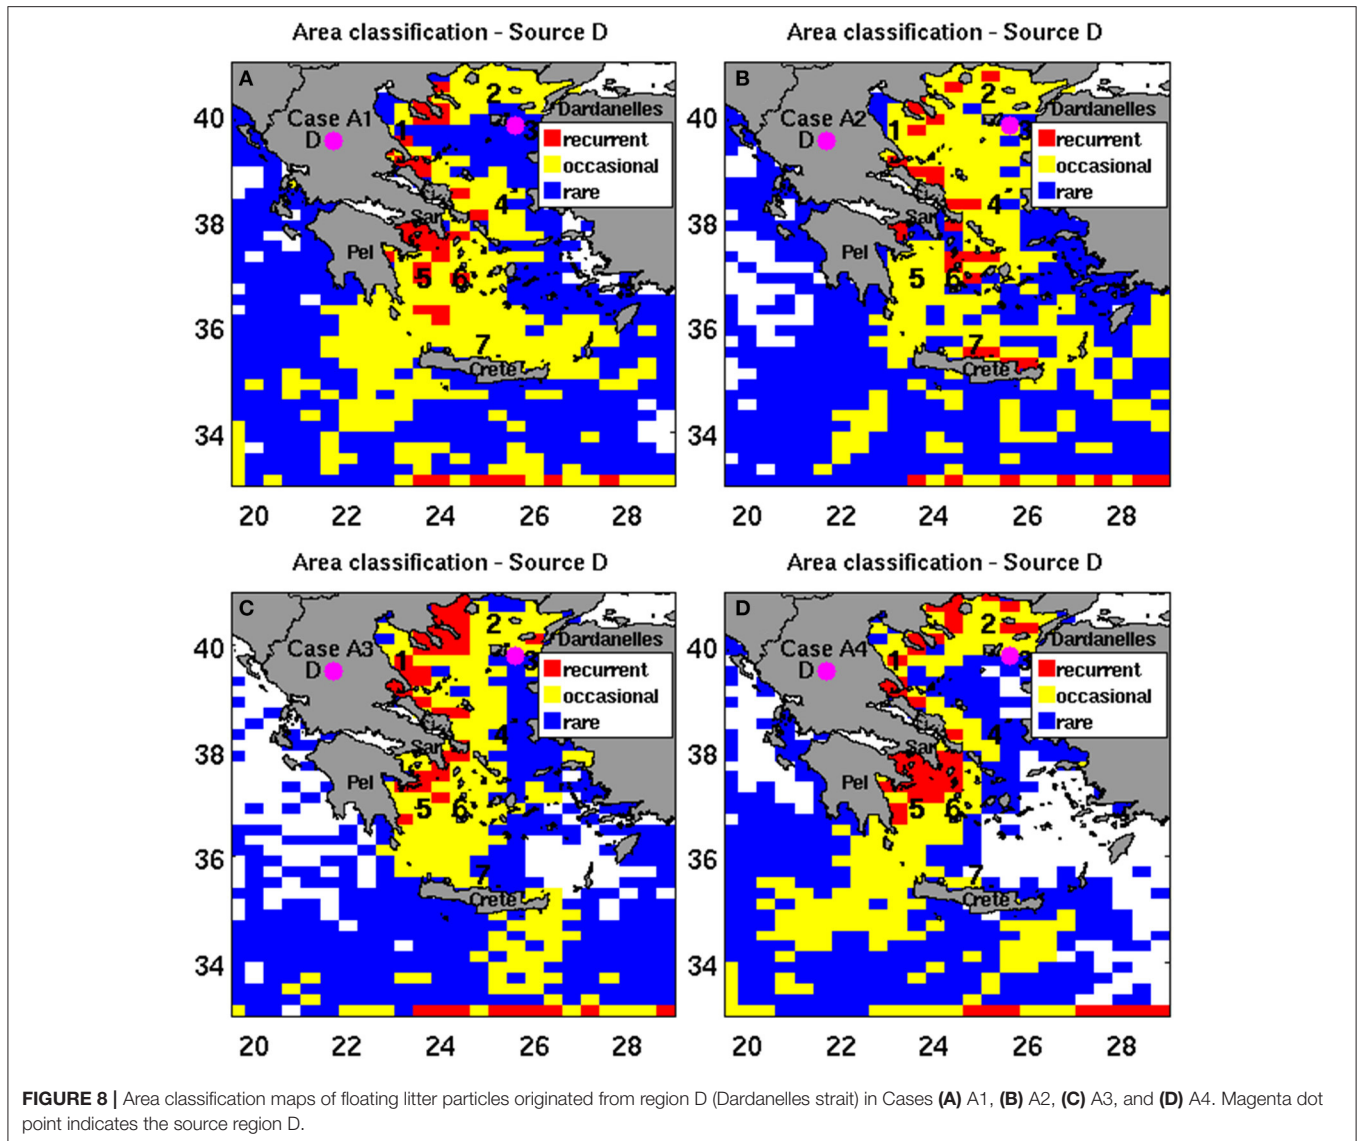 Area classification - Source D
A
40
38
36
34
20 22 24 26 28
Case A1
D
Dardanelles
1
2
3
4
5
6
7
Sar
Pel
Crete
recurrent
occasional
rare
Area classification - Source D
B
40
38
36
34
20 22 24 26 28
Case A2
D
Dardanelles
1
2
3
4
5
6
7
Sar
Pel
Crete
recurrent
occasional
rare
Area classification - Source D
C
40
38
36
34
20 22 24 26 28
Case A3
D
Dardanelles
1
2
3
4
5
6
7
Sar
Pel
Crete
recurrent
occasional
rare
Area classification - Source D
D
40
38
36
34
20 22 24 26 28
Case A4
D
Dardanelles
1
2
3
4
5
6
7
Sar
Pel
Crete
recurrent
occasional
rare
FIGURE 8 | Area classification maps of floating litter particles originated from region D (Dardanelles strait) in Cases (A) A1, (B) A2, (C) A3, and (D) A4. Magenta dot
point indicates the source region D.